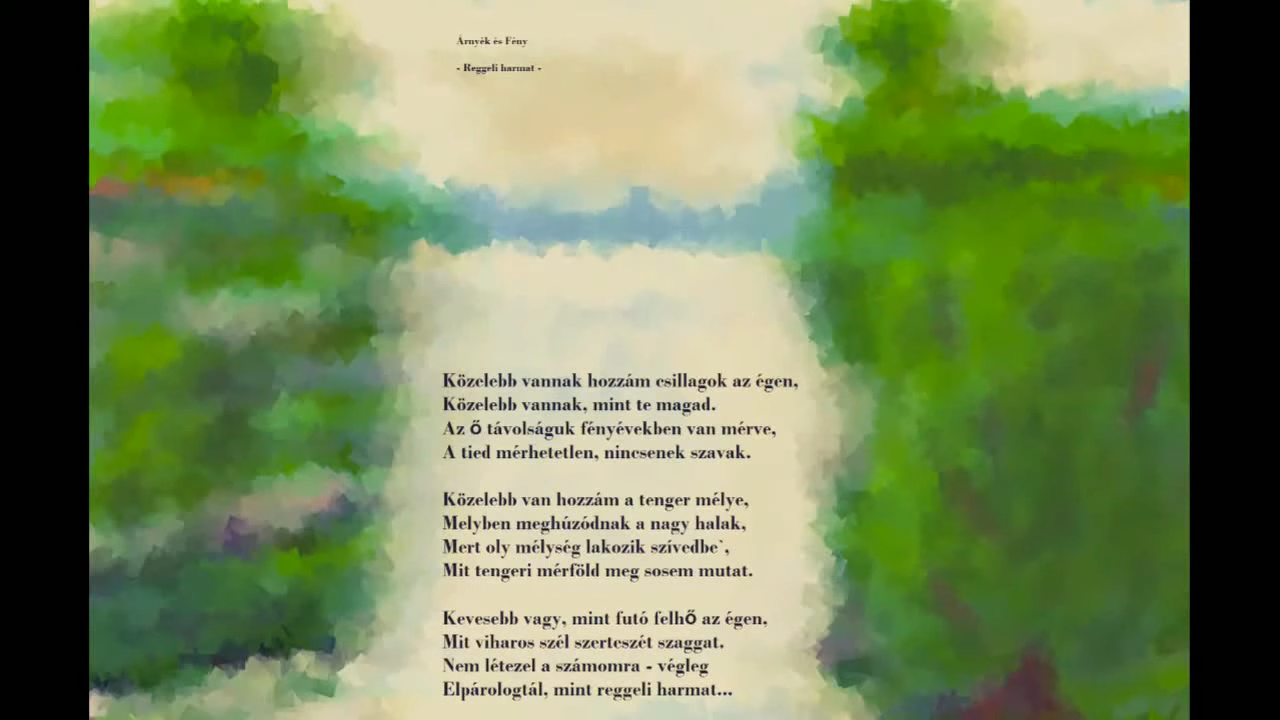 Árnyék és Fény
- Reggeli harmat -
Közelebb vannak hozzám csillagok az égen,
Közelebb vannak, mint te magad.
Az ő távolságuk fényévekben van mérve,
A tied mérhetetlen, nincsenek szavak.
Közelebb van hozzám a tenger mélye,
Melyben meghúzódnak a nagy halak,
Mert oly mélység lakozik szívedbe`,
Mit tengeri mérföld meg sosem mutat.
Kevesebb vagy, mint futó felhő az égen,
Mit viharos szél szerteszét szaggat.
Nem létezel a számomra - végleg
Elpárologtál, mint reggeli harmat...